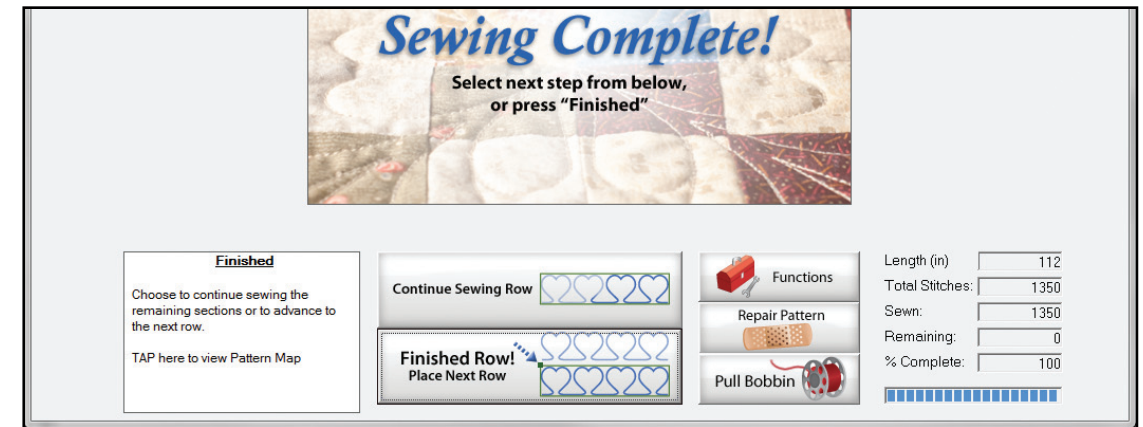 Sewing Complete!
Select next step from below,
or press “Finished”
Finished
Choose to continue sewing the
remaining sections or to advance to
the next row.
TAP here to view Pattern Map
Continue Sewing Row
Finished Row!
Place Next Row
Functions
Repair Pattern
Pull Bobbin
Length (in) 112
Total Stitches: 1350
Sewn: 1350
Remaining: 0
% Complete: 100